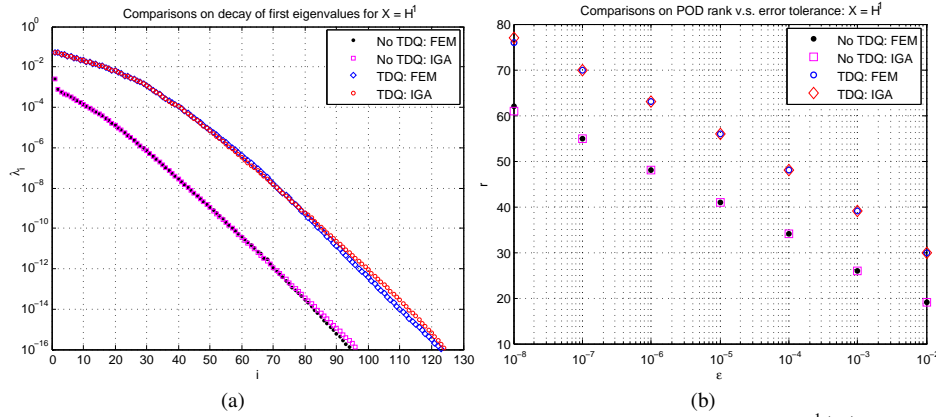 Comparisons on decay of first eigenvalues for X = H¹
10⁰
10⁻²
10⁻⁴
10⁻⁶
10⁻⁸
10⁻¹⁰
10⁻¹²
10⁻¹⁴
10⁻¹⁶
λᵢ
No TDQ: FEM
No TDQ: IGA
TDQ: FEM
TDQ: IGA
0 10 20 30 40 50 60 70 80 90 100 110 120 130
i
(a)
Comparisons on POD rank v.s. error tolerance: X = H¹
80
70
60
50
40
30
20
10
r
No TDQ: FEM
No TDQ: IGA
TDQ: FEM
TDQ: IGA
10⁻⁸ 10⁻⁷ 10⁻⁶ 10⁻⁵ 10⁻⁴ 10⁻³ 10⁻²
ε
(b)